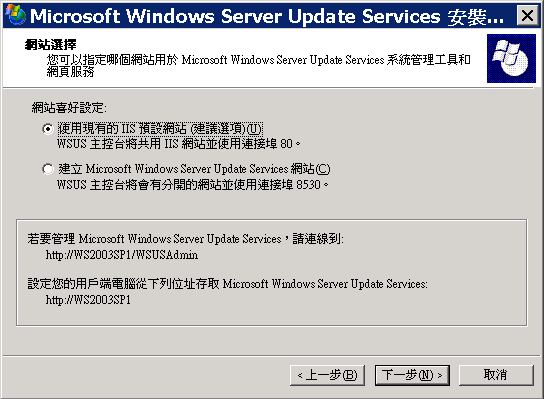 Microsoft Windows Server Update Services 安裝...
網站選擇
您可以指定哪個網站用於 Microsoft Windows Server Update Services 系統管理工具和
網頁服務
網站喜好設定:
使用現有的 IIS 預設網站 (建議選項)(U)
WSUS 主控台將共用 IIS 網站並使用連接埠 80。
建立 Microsoft Windows Server Update Services 網站(C)
WSUS 主控台將會有分開的網站並使用連接埠 8530。
若要管理 Microsoft Windows Server Update Services，請連線到:
http://WS2003SP1/WSUSAdmin
設定您的用戶端電腦從下列位址存取 Microsoft Windows Server Update Services:
http://WS2003SP1
< 上一步(B)
下一步(N) >
取消